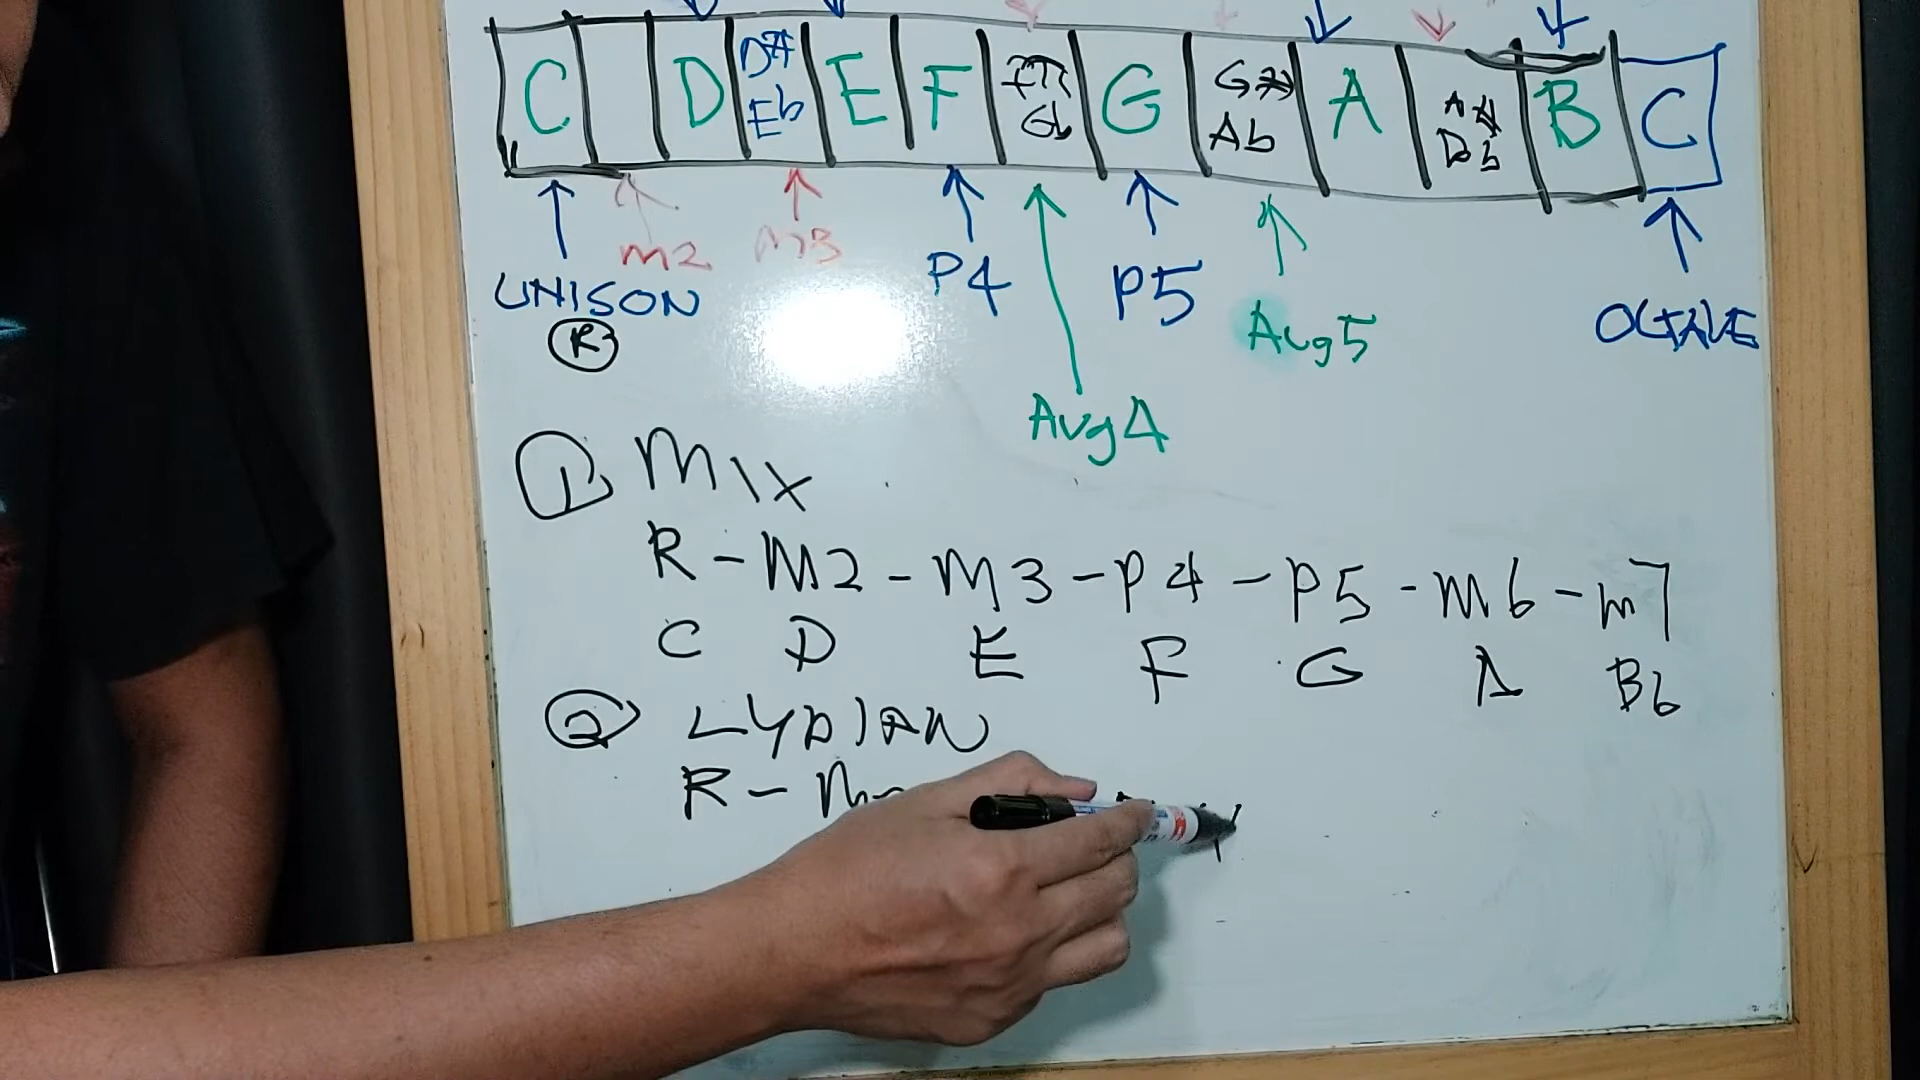 C D D# Eb E F F# Gb G G# Ab A A# Bb B C
m2 m3 P4 P5
UNISON Aug5 OCTAVE
R
Aug4
1 MIX
R - M2 - M3 - P4 - P5 - M6 - m7
C D E F G A Bb
2 LYDIAN
R - M